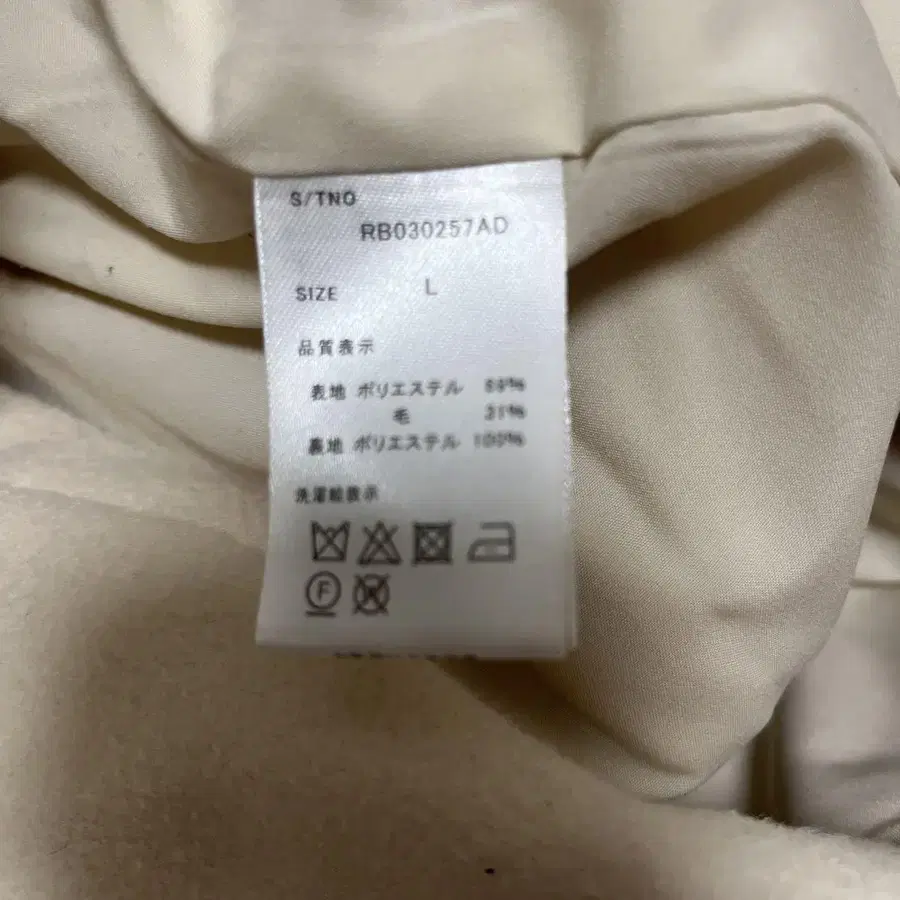 S/TNO
RB030257AD
SIZE L
品質表示
表地 ポリエステル 69%
毛 31%
裏地 ポリエステル 100%
洗濯絵表示
F